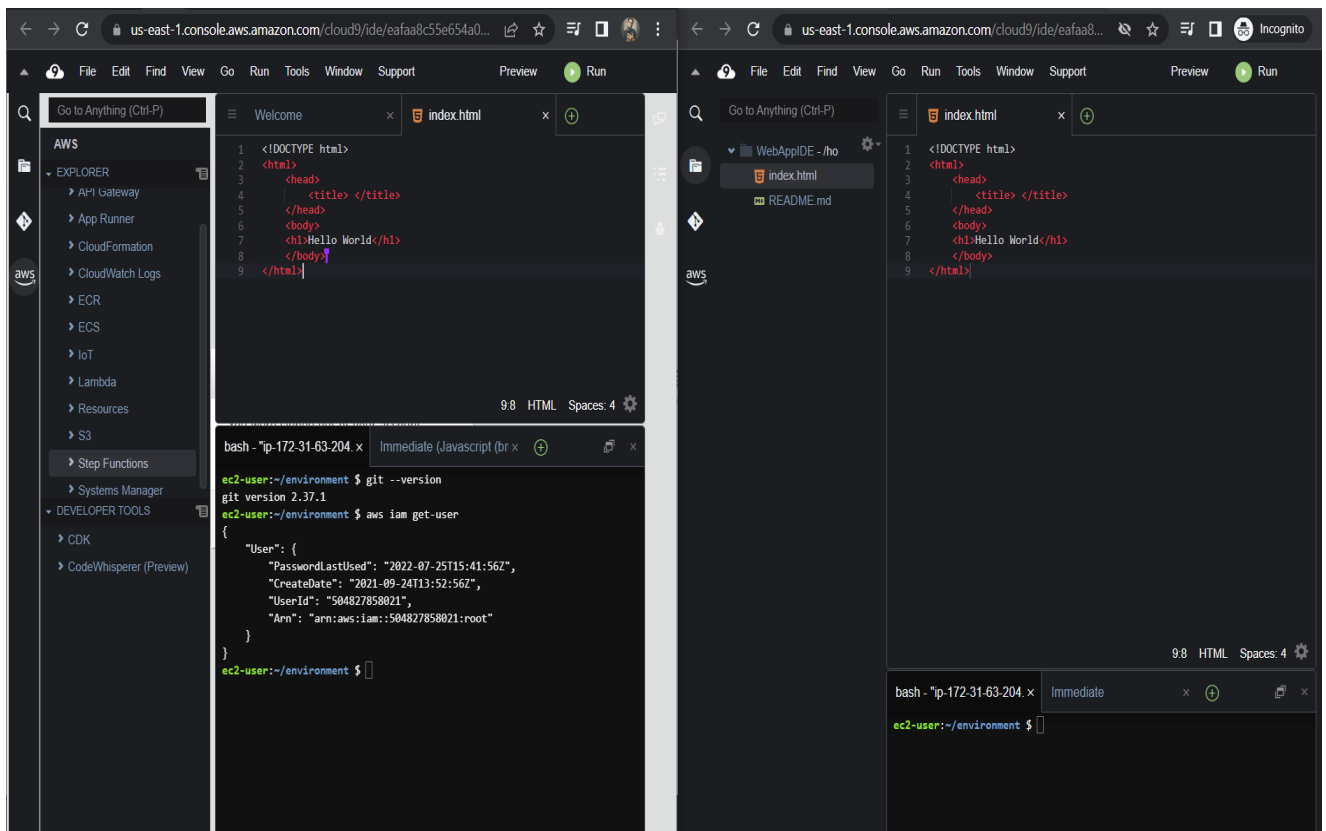 us-east-1.console.aws.amazon.com/cloud9/ide/eafaa8c55e654a0...
File Edit Find View Go Run Tools Window Support Preview Run
Go to Anything (Ctrl-P)
AWS
EXPLORER
API Gateway
App Runner
CloudFormation
CloudWatch Logs
ECR
ECS
IoT
Lambda
Resources
S3
Step Functions
Systems Manager
DEVELOPER TOOLS
CDK
CodeWhisperer (Preview)
aws
Welcome index.html
1 <!DOCTYPE html>
2 <html>
3 <head>
4 <title> </title>
5 </head>
6 <body>
7 <h1>Hello World</h1>
8 </body>
9 </html>
9:8 HTML Spaces: 4
bash - "ip-172-31-63-204. Immediate (Javascript (br
ec2-user:~/environment $ git --version
git version 2.37.1
ec2-user:~/environment $ aws iam get-user
{
"User": {
"PasswordLastUsed": "2022-07-25T15:41:56Z",
"CreateDate": "2021-09-24T13:52:56Z",
"UserId": "504827858021",
"Arn": "arn:aws:iam::504827858021:root"
}
}
ec2-user:~/environment $
us-east-1.console.aws.amazon.com/cloud9/ide/eafaa8... Incognito
File Edit Find View Go Run Tools Window Support Preview Run
Go to Anything (Ctrl-P)
WebAppIDE - /ho
index.html
README.md
aws
index.html
1 <!DOCTYPE html>
2 <html>
3 <head>
4 <title> </title>
5 </head>
6 <body>
7 <h1>Hello World</h1>
8 </body>
9 </html>
9:8 HTML Spaces: 4
bash - "ip-172-31-63-204. Immediate
ec2-user:~/environment $